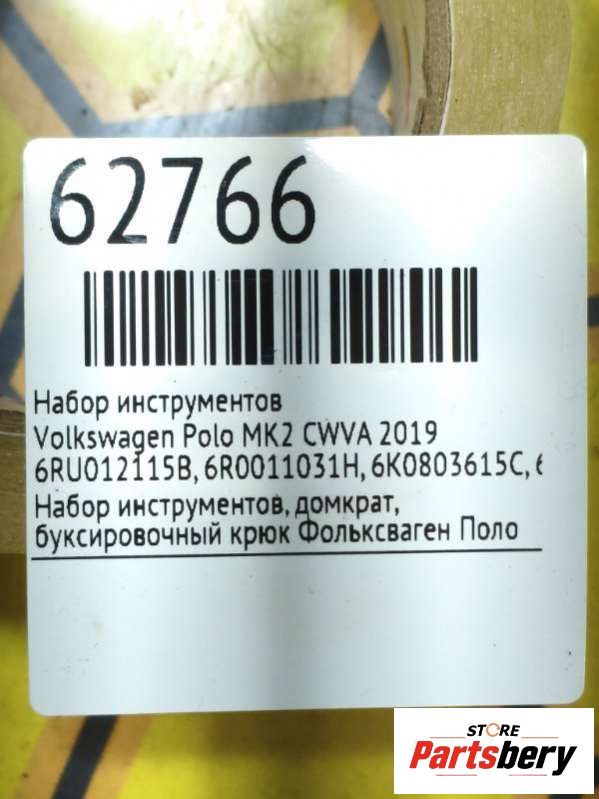 62766
Набор инструментов
Volkswagen Polo MK2 CWVA 2019
6RU012115B, 6R0011031H, 6K0803615C,
Набор инструментов, домкрат,
буксировочный крюк Фольксваген Поло
STORE
Partsbery